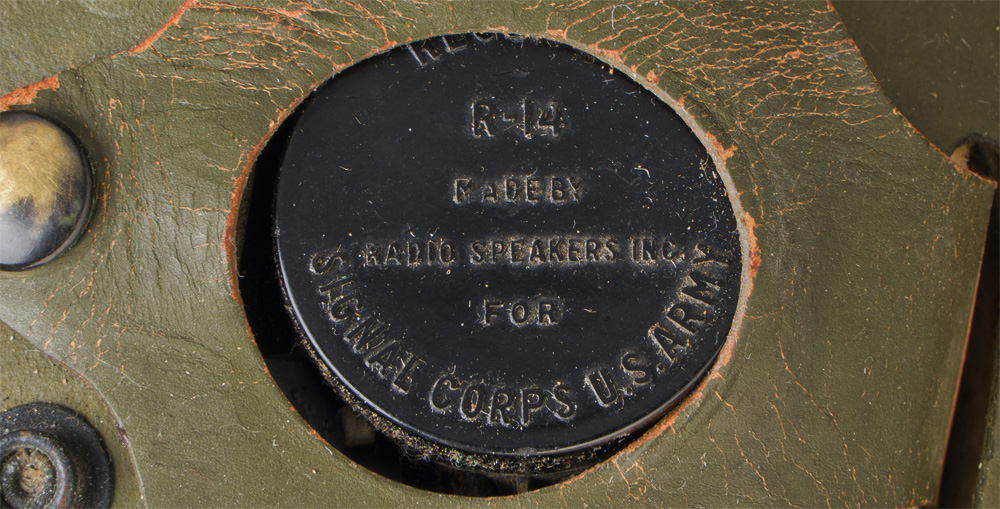 R-14
MADE BY
RADIO SPEAKERS INC.
FOR
SIGNAL CORPS U.S. ARMY